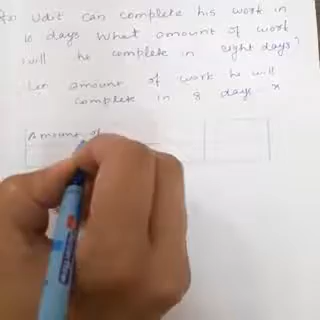 Udit can complete his work in
10 days What amount of work
will he complete in eight days?
Let amount of work he will
complete in 8 days x
Amount of